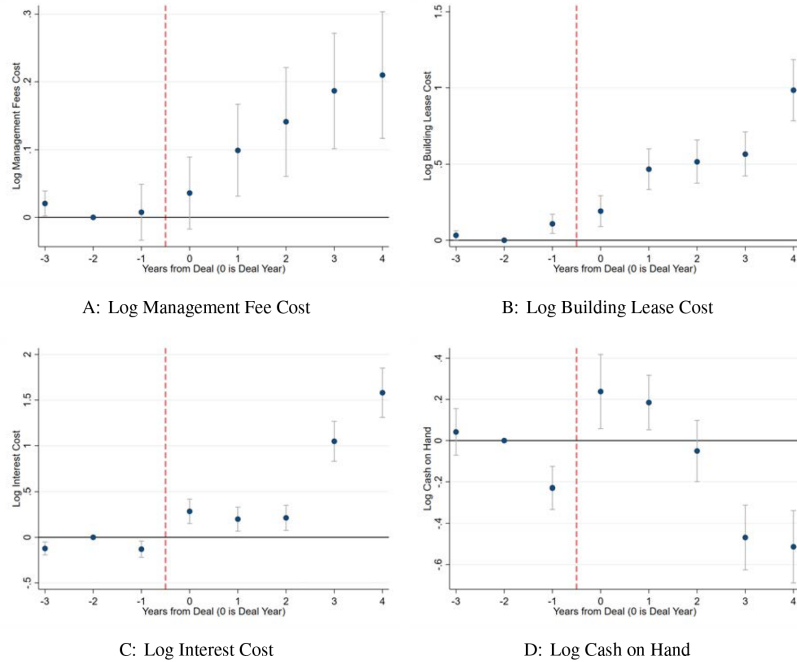 Log Management Fees Cost
0 .1 .2 .3
-3 -2 -1 0 1 2 3 4
Years from Deal (0 is Deal Year)
A: Log Management Fee Cost
Log Building Lease Cost
0 .5 1 1.5
-3 -2 -1 0 1 2 3 4
Years from Deal (0 is Deal Year)
B: Log Building Lease Cost
Log Interest Cost
-.5 0 .5 1 1.5 2
-3 -2 -1 0 1 2 3 4
Years from Deal (0 is Deal Year)
C: Log Interest Cost
Log Cash on Hand
-.6 -.4 -.2 0 .2 .4
-3 -2 -1 0 1 2 3 4
Years from Deal (0 is Deal Year)
D: Log Cash on Hand